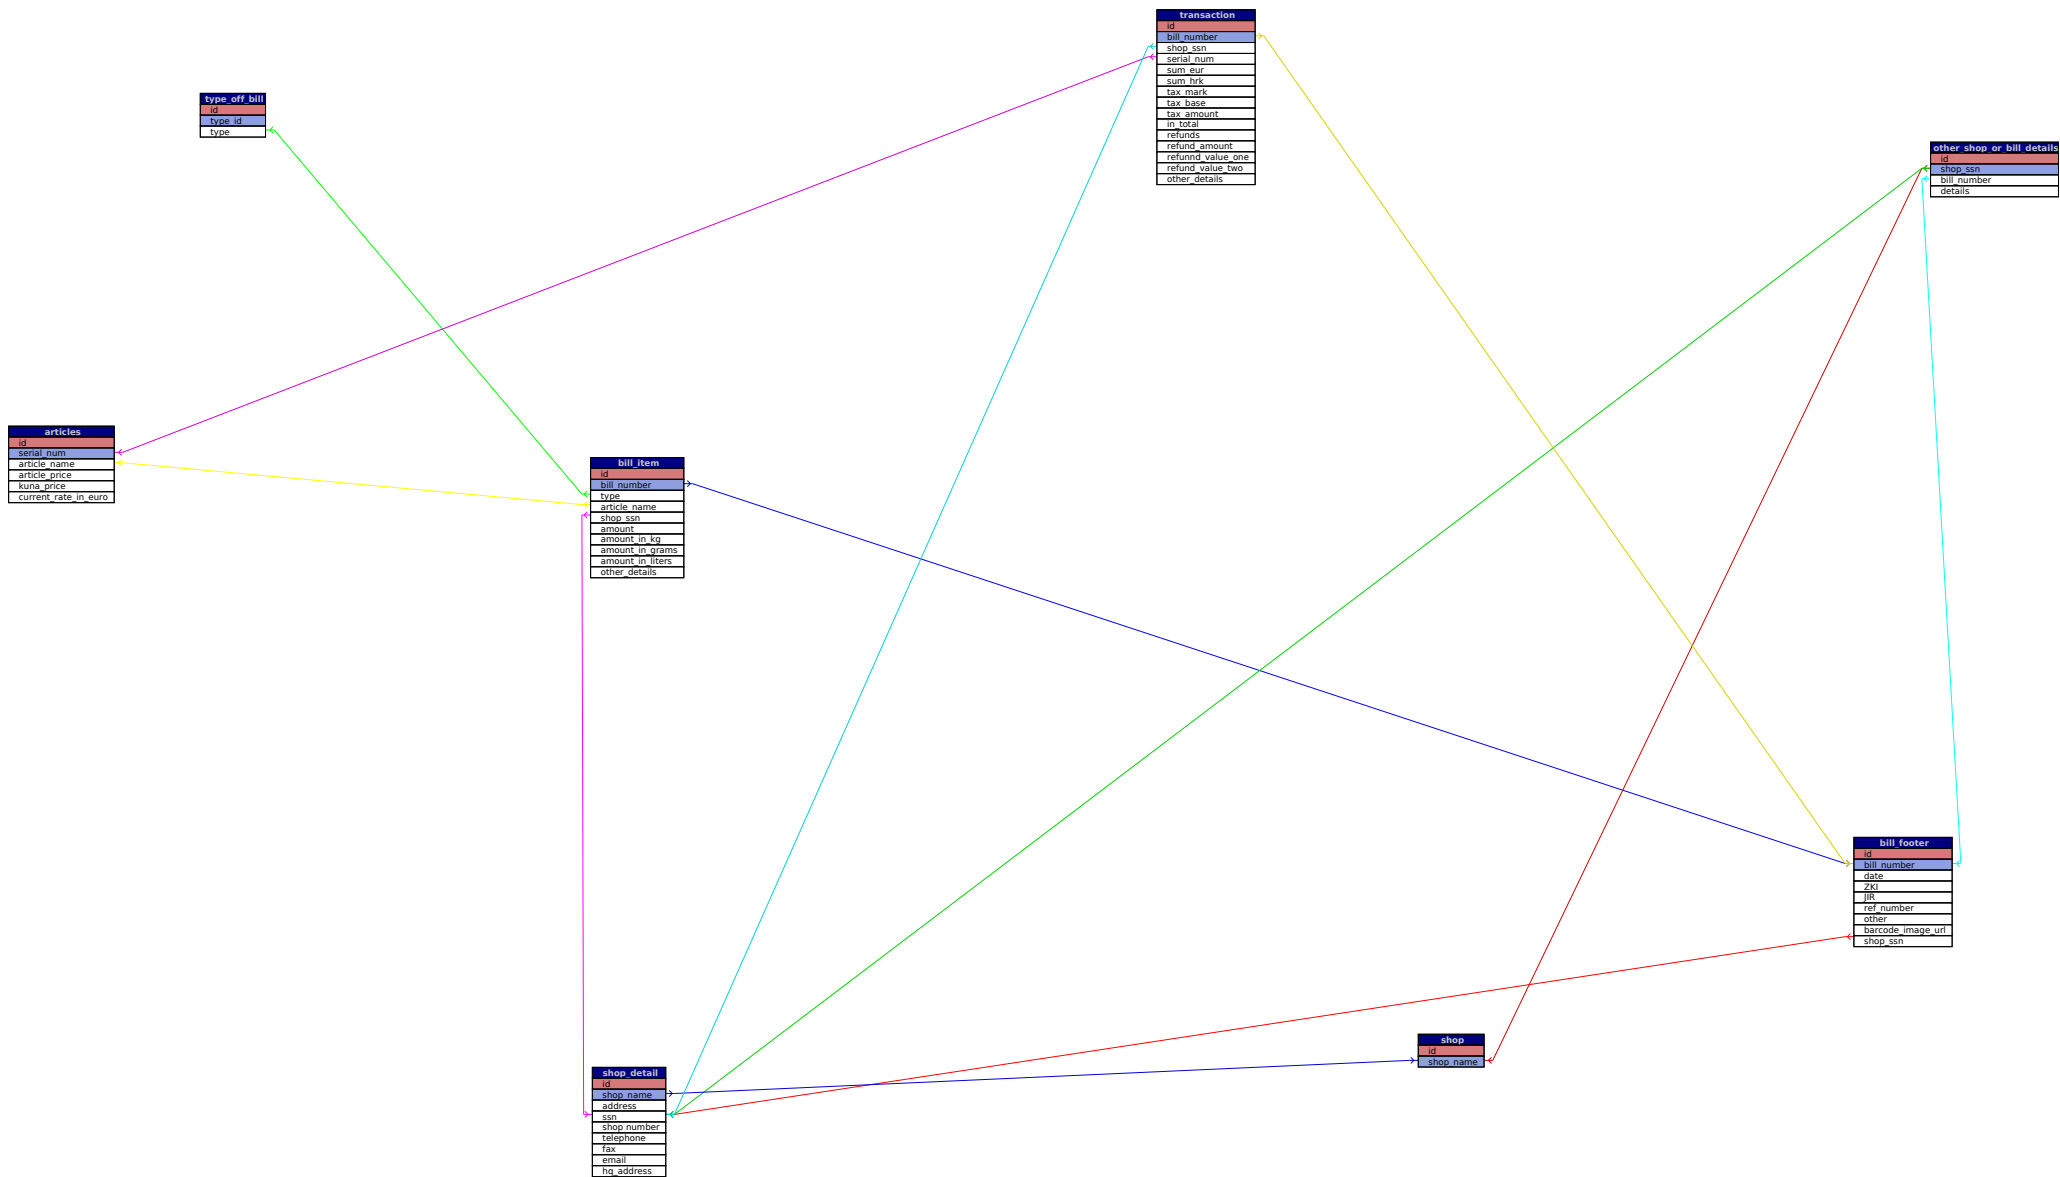 transaction
id
bill_number
shop_ssn
serial_num
sum_eur
sum_hrk
tax_mark
tax_base
tax_amount
in_total
refunds
refund_amount
refunnd_value_one
refund_value_two
other_details
type_off_bill
id
type_id
type
other_shop_or_bill_details
id
shop_ssn
bill_number
details
articles
id
serial_num
article_name
article_price
kuna_price
current_rate_in_euro
bill_item
id
bill_number
type
article_name
shop_ssn
amount
amount_in_kg
amount_in_grams
amount_in_liters
other_details
bill_footer
id
bill_number
date
ZKI
JIR
ref_number
other
barcode_image_url
shop_ssn
shop
id
shop_name
shop_detail
id
shop_name
address
ssn
shop number
telephone
fax
email
hq_address